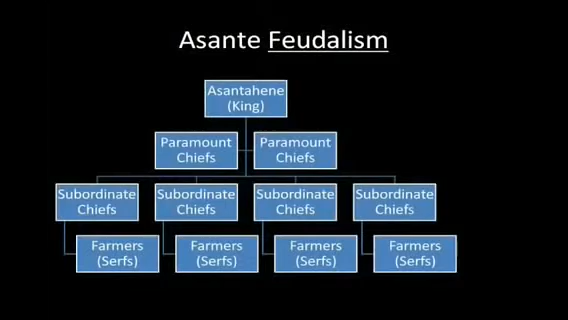 Asante Feudalism
Asantahene
(King)
Paramount
Chiefs
Paramount
Chiefs
Subordinate
Chiefs
Subordinate
Chiefs
Subordinate
Chiefs
Subordinate
Chiefs
Farmers
(Serfs)
Farmers
(Serfs)
Farmers
(Serfs)
Farmers
(Serfs)